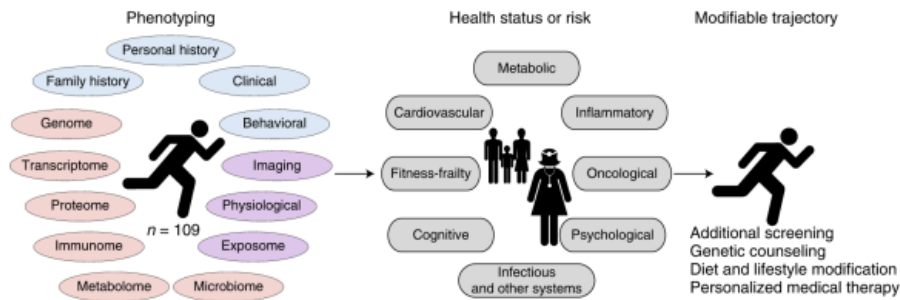 Phenotyping
Personal history
Family history
Clinical
Genome
Behavioral
Transcriptome
Imaging
Proteome
Physiological
n = 109
Immunome
Exposome
Metabolome
Microbiome
Health status or risk
Metabolic
Cardiovascular
Inflammatory
Fitness-frailty
Oncological
Cognitive
Psychological
Infectious
and other systems
Modifiable trajectory
Additional screening
Genetic counseling
Diet and lifestyle modification
Personalized medical therapy